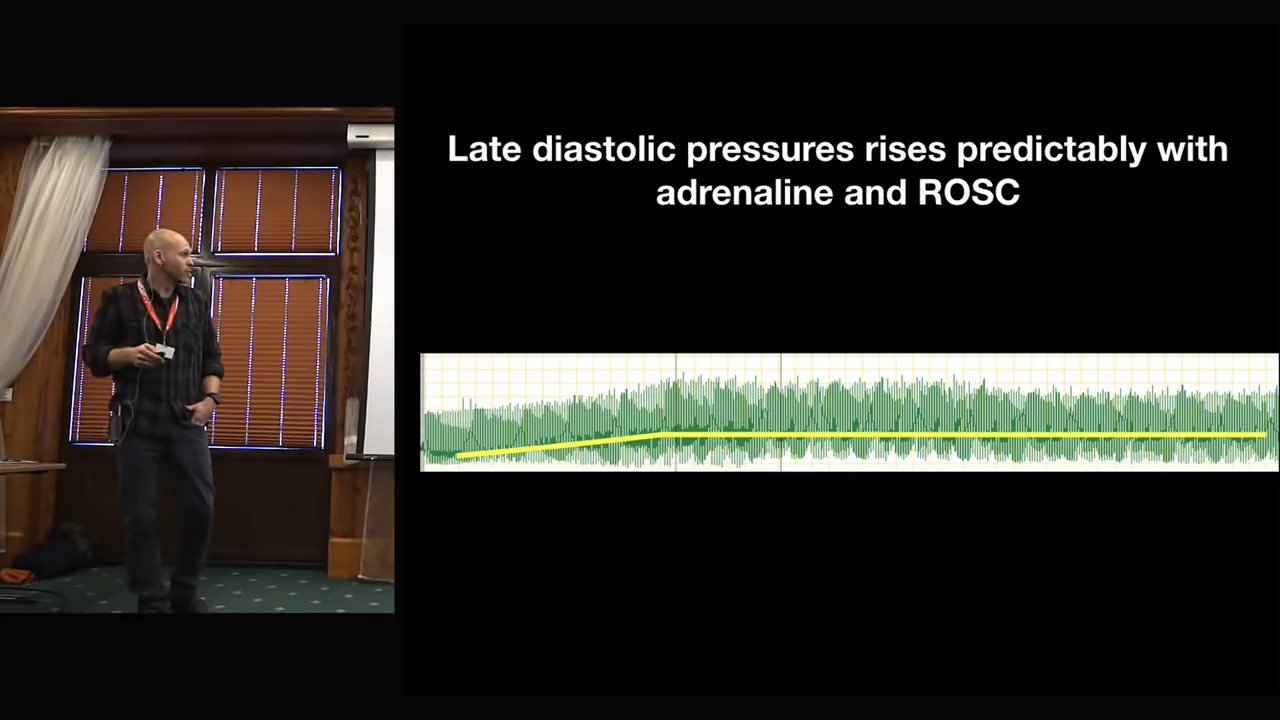 Late diastolic pressures rises predictably with
adrenaline and ROSC